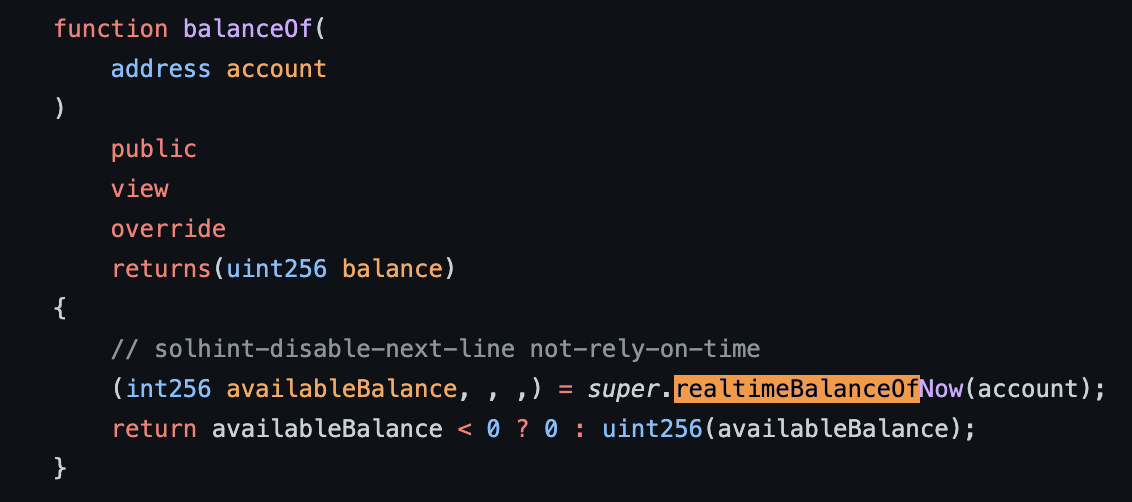 function balanceOf(
address account
)
public
view
override
returns(uint256 balance)
{
// solhint-disable-next-line not-rely-on-time
(int256 availableBalance, , ,) = super.realtimeBalanceOfNow(account);
return availableBalance < 0 ? 0 : uint256(availableBalance);
}